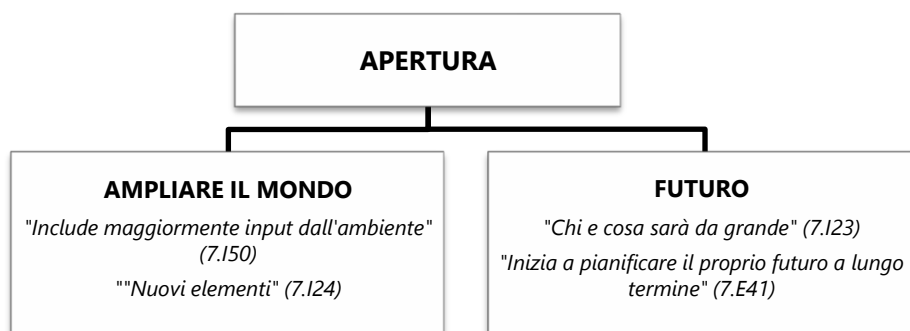 APERTURA
AMPLIARE IL MONDO
"Include maggiormente input dall'ambiente"
(7.I50)
""Nuovi elementi" (7.I24)
FUTURO
"Chi e cosa sarà da grande" (7.I23)
"Inizia a pianificare il proprio futuro a lungo
termine" (7.E41)